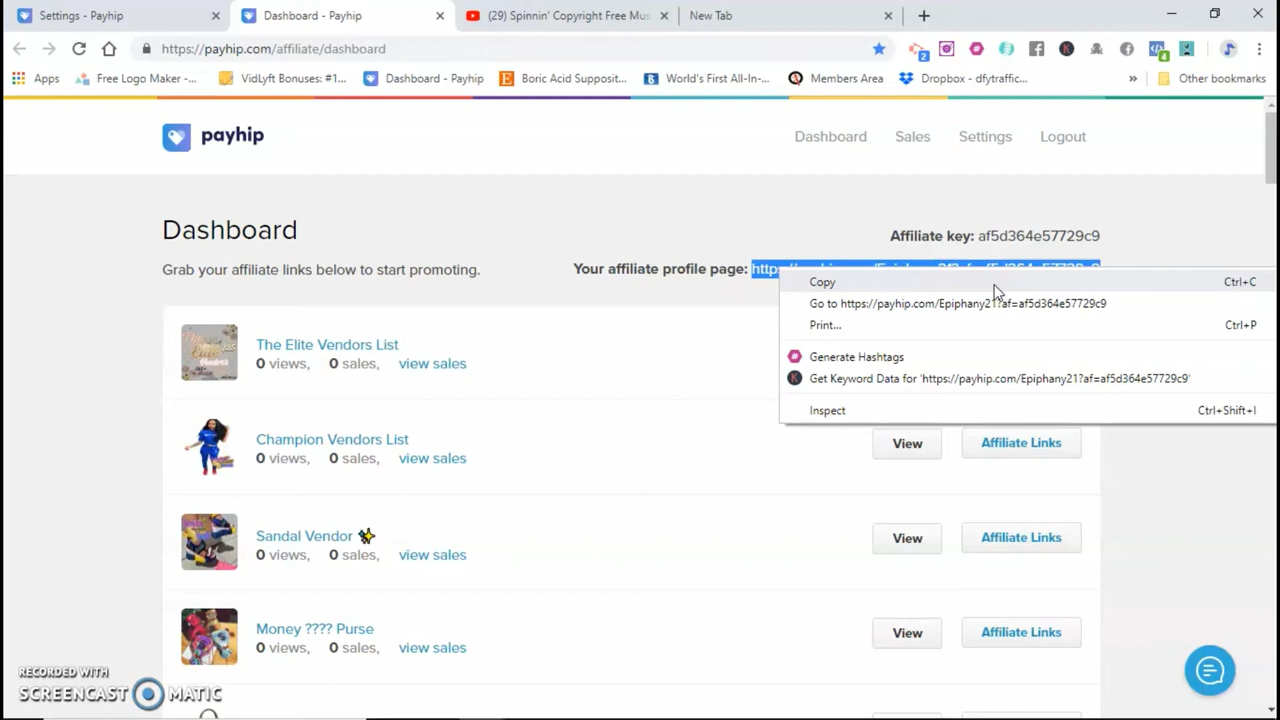 Settings - Payhip
Dashboard - Payhip
(29) Spinnin' Copyright Free Mus
New Tab
https://payhip.com/affiliate/dashboard
2
4
Apps
Free Logo Maker -...
VidLyft Bonuses: #1...
Dashboard - Payhip
Boric Acid Supposit...
World's First All-In-...
Members Area
Dropbox - dfytraffic...
»
Other bookmarks
payhip
Dashboard
Sales
Settings
Logout
Dashboard
Affiliate key: af5d364e57729c9
Grab your affiliate links below to start promoting.
Your affiliate profile page:
Copy
Ctrl+C
Go to https://payhip.com/Epiphany21?af=af5d364e57729c9
Print...
Ctrl+P
Generate Hashtags
Get Keyword Data for 'https://payhip.com/Epiphany21?af=af5d364e57729c9'
Inspect
Ctrl+Shift+I
The Elite Vendors List
0 views, 0 sales, view sales
Champion Vendors List
0 views, 0 sales, view sales
View
Affiliate Links
Sandal Vendor
0 views, 0 sales, view sales
View
Affiliate Links
Money ???? Purse
0 views, 0 sales, view sales
View
Affiliate Links
RECORDED WITH
SCREENCAST MATIC